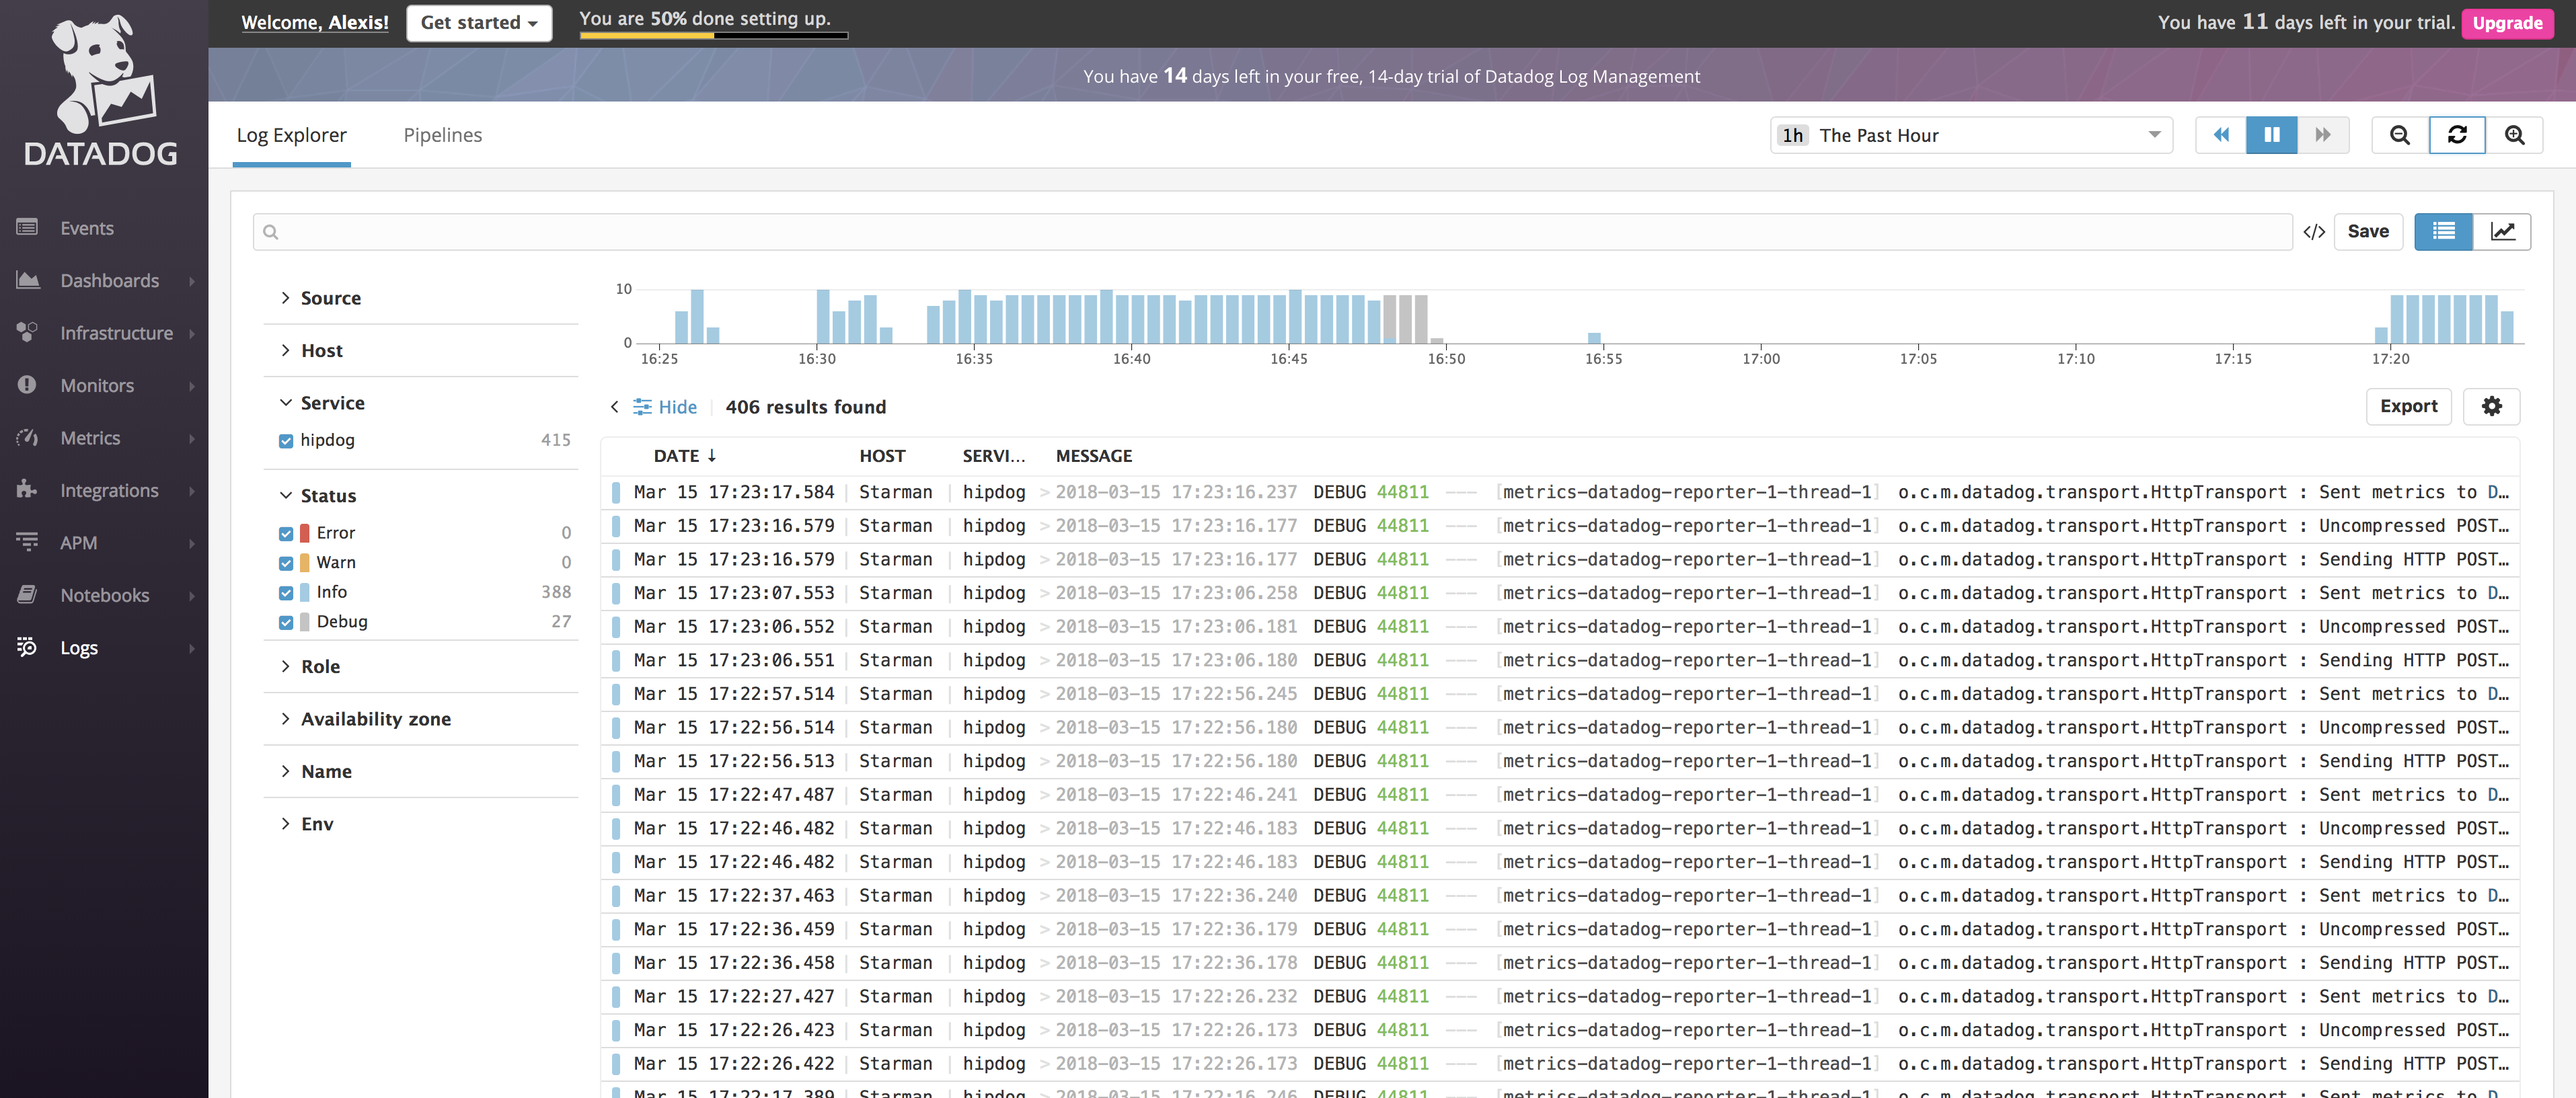 Welcome, Alexis! Get started You are 50% done setting up. You have 11 days left in your trial. Upgrade
You have 14 days left in your free, 14-day trial of Datadog Log Management
DATADOG
Events
Dashboards
Infrastructure
Monitors
Metrics
Integrations
APM
Notebooks
Logs
Log Explorer Pipelines 1h The Past Hour
</> Save
Source
Host
Service
hipdog 415
Status
Error 0
Warn 0
Info 388
Debug 27
Role
Availability zone
Name
Env
10
0
16:25 16:30 16:35 16:40 16:45 16:50 16:55 17:00 17:05 17:10 17:15 17:20
Hide 406 results found Export
DATE ↓ HOST SERVI... MESSAGE
Mar 15 17:23:17.584 Starman hipdog > 2018-03-15 17:23:16.237 DEBUG 44811 --- [metrics-datadog-reporter-1-thread-1] o.c.m.datadog.transport.HttpTransport : Sent metrics to D…
Mar 15 17:23:16.579 Starman hipdog > 2018-03-15 17:23:16.177 DEBUG 44811 --- [metrics-datadog-reporter-1-thread-1] o.c.m.datadog.transport.HttpTransport : Uncompressed POST…
Mar 15 17:23:16.579 Starman hipdog > 2018-03-15 17:23:16.177 DEBUG 44811 --- [metrics-datadog-reporter-1-thread-1] o.c.m.datadog.transport.HttpTransport : Sending HTTP POST…
Mar 15 17:23:07.553 Starman hipdog > 2018-03-15 17:23:06.258 DEBUG 44811 --- [metrics-datadog-reporter-1-thread-1] o.c.m.datadog.transport.HttpTransport : Sent metrics to D…
Mar 15 17:23:06.552 Starman hipdog > 2018-03-15 17:23:06.181 DEBUG 44811 --- [metrics-datadog-reporter-1-thread-1] o.c.m.datadog.transport.HttpTransport : Uncompressed POST…
Mar 15 17:23:06.551 Starman hipdog > 2018-03-15 17:23:06.180 DEBUG 44811 --- [metrics-datadog-reporter-1-thread-1] o.c.m.datadog.transport.HttpTransport : Sending HTTP POST…
Mar 15 17:22:57.514 Starman hipdog > 2018-03-15 17:22:56.245 DEBUG 44811 --- [metrics-datadog-reporter-1-thread-1] o.c.m.datadog.transport.HttpTransport : Sent metrics to D…
Mar 15 17:22:56.514 Starman hipdog > 2018-03-15 17:22:56.180 DEBUG 44811 --- [metrics-datadog-reporter-1-thread-1] o.c.m.datadog.transport.HttpTransport : Uncompressed POST…
Mar 15 17:22:56.513 Starman hipdog > 2018-03-15 17:22:56.180 DEBUG 44811 --- [metrics-datadog-reporter-1-thread-1] o.c.m.datadog.transport.HttpTransport : Sending HTTP POST…
Mar 15 17:22:47.487 Starman hipdog > 2018-03-15 17:22:46.241 DEBUG 44811 --- [metrics-datadog-reporter-1-thread-1] o.c.m.datadog.transport.HttpTransport : Sent metrics to D…
Mar 15 17:22:46.482 Starman hipdog > 2018-03-15 17:22:46.183 DEBUG 44811 --- [metrics-datadog-reporter-1-thread-1] o.c.m.datadog.transport.HttpTransport : Uncompressed POST…
Mar 15 17:22:46.482 Starman hipdog > 2018-03-15 17:22:46.183 DEBUG 44811 --- [metrics-datadog-reporter-1-thread-1] o.c.m.datadog.transport.HttpTransport : Sending HTTP POST…
Mar 15 17:22:37.463 Starman hipdog > 2018-03-15 17:22:36.240 DEBUG 44811 --- [metrics-datadog-reporter-1-thread-1] o.c.m.datadog.transport.HttpTransport : Sent metrics to D…
Mar 15 17:22:36.459 Starman hipdog > 2018-03-15 17:22:36.179 DEBUG 44811 --- [metrics-datadog-reporter-1-thread-1] o.c.m.datadog.transport.HttpTransport : Uncompressed POST…
Mar 15 17:22:36.458 Starman hipdog > 2018-03-15 17:22:36.178 DEBUG 44811 --- [metrics-datadog-reporter-1-thread-1] o.c.m.datadog.transport.HttpTransport : Sending HTTP POST…
Mar 15 17:22:27.427 Starman hipdog > 2018-03-15 17:22:26.232 DEBUG 44811 --- [metrics-datadog-reporter-1-thread-1] o.c.m.datadog.transport.HttpTransport : Sent metrics to D…
Mar 15 17:22:26.423 Starman hipdog > 2018-03-15 17:22:26.173 DEBUG 44811 --- [metrics-datadog-reporter-1-thread-1] o.c.m.datadog.transport.HttpTransport : Uncompressed POST…
Mar 15 17:22:26.422 Starman hipdog > 2018-03-15 17:22:26.173 DEBUG 44811 --- [metrics-datadog-reporter-1-thread-1] o.c.m.datadog.transport.HttpTransport : Sending HTTP POST…
Mar 15 17:22:17.389 Starman hipdog > 2018-03-15 17:22:16.246 DEBUG 44811 --- [metrics-datadog-reporter-1-thread-1] o.c.m.datadog.transport.HttpTransport : Sent metrics to D…